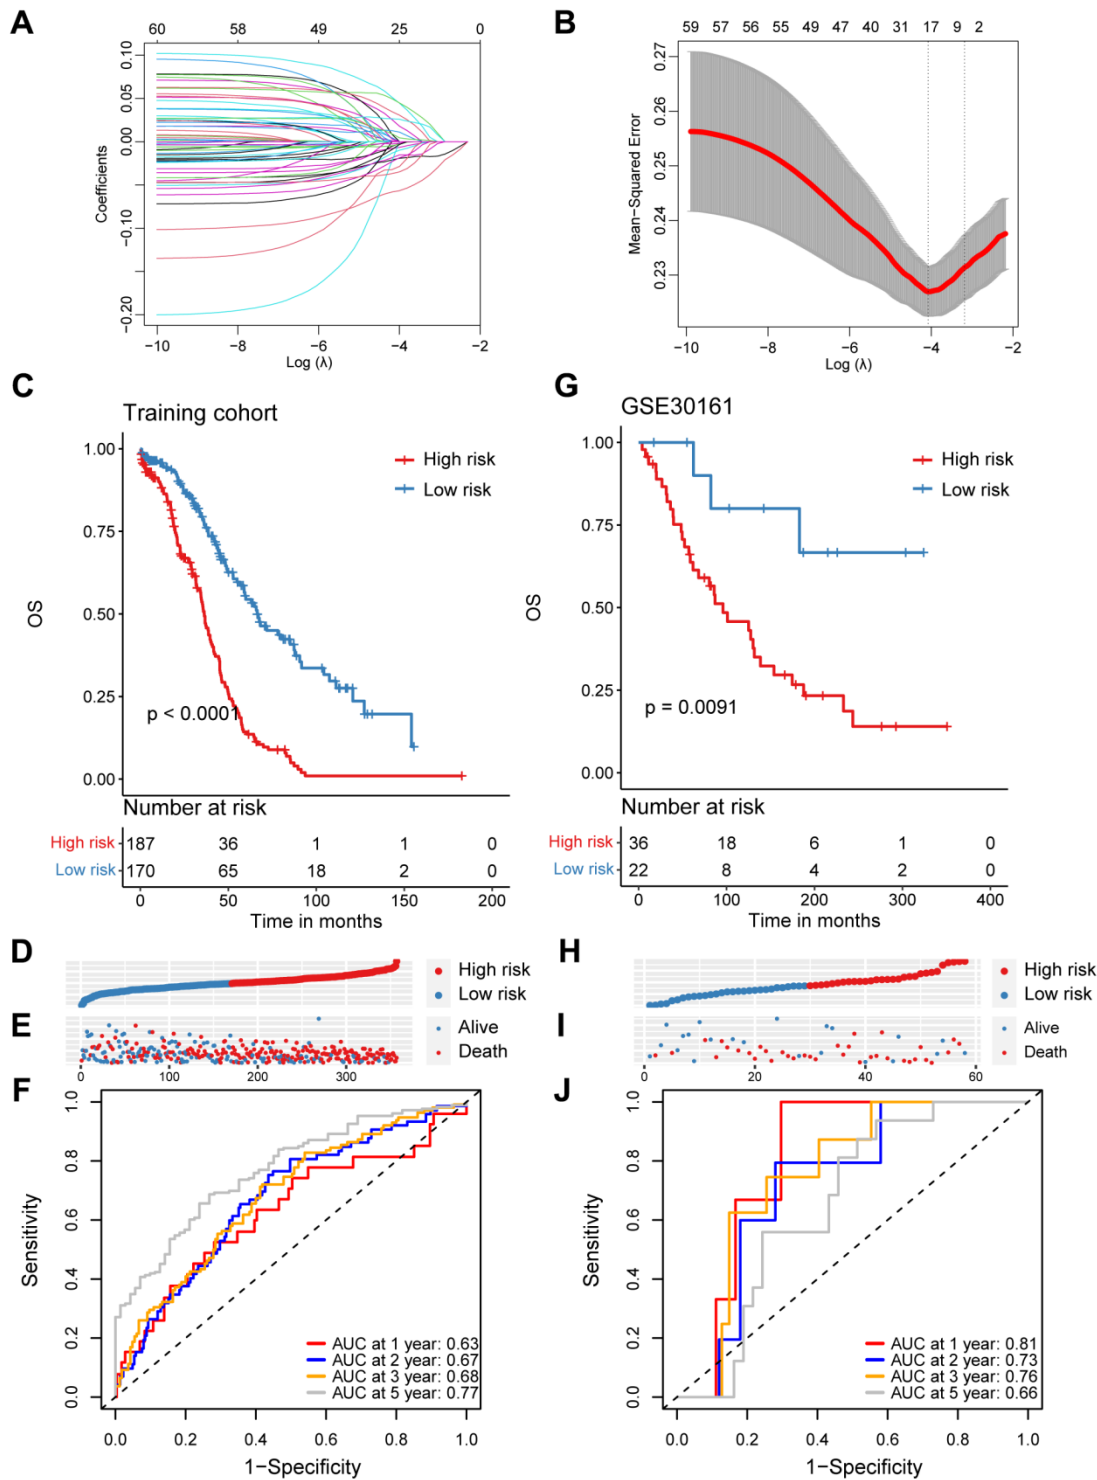 A
60 58 49 25 0
0.10
0.05
0.00
−0.10
−0.20
Coefficients
−10 −8 −6 −4 −2
Log (λ)
B
59 57 56 55 49 47 40 31 17 9 2
0.27
0.26
0.25
0.24
0.23
Mean−Squared Error
−10 −8 −6 −4 −2
Log (λ)
C
Training cohort
1.00
0.75
0.50
0.25
0.00
OS
High risk
Low risk
p < 0.0001
Number at risk
High risk 187 36 1 1 0
Low risk 170 65 18 2 0
0 50 100 150 200
Time in months
G
GSE30161
1.00
0.75
0.50
0.25
0.00
OS
High risk
Low risk
p = 0.0091
Number at risk
High risk 36 18 6 1 0
Low risk 22 8 4 2 0
0 100 200 300 400
Time in months
D
High risk
Low risk
E
Alive
Death
0 100 200 300
H
High risk
Low risk
I
Alive
Death
0 20 40 60
F
1.0
0.8
0.6
0.4
0.2
0.0
Sensitivity
AUC at 1 year: 0.63
AUC at 2 year: 0.67
AUC at 3 year: 0.68
AUC at 5 year: 0.77
0.0 0.2 0.4 0.6 0.8 1.0
1−Specificity
J
1.0
0.8
0.6
0.4
0.2
0.0
Sensitivity
AUC at 1 year: 0.81
AUC at 2 year: 0.73
AUC at 3 year: 0.76
AUC at 5 year: 0.66
0.0 0.2 0.4 0.6 0.8 1.0
1−Specificity